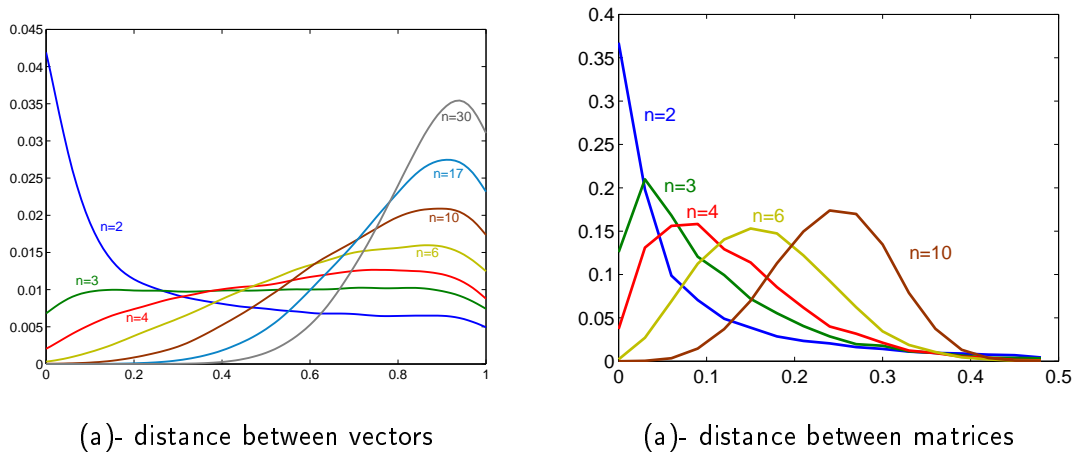 0.045
0.04
0.035
0.03
0.025
0.02
0.015
0.01
0.005
0
0 0.2 0.4 0.6 0.8 1
n=2
n=3
n=4
n=6
n=10
n=17
n=30
(a)- distance between vectors
0.4
0.35
0.3
0.25
0.2
0.15
0.1
0.05
0
0 0.1 0.2 0.3 0.4 0.5
n=2
n=3
n=4
n=6
n=10
(a)- distance between matrices